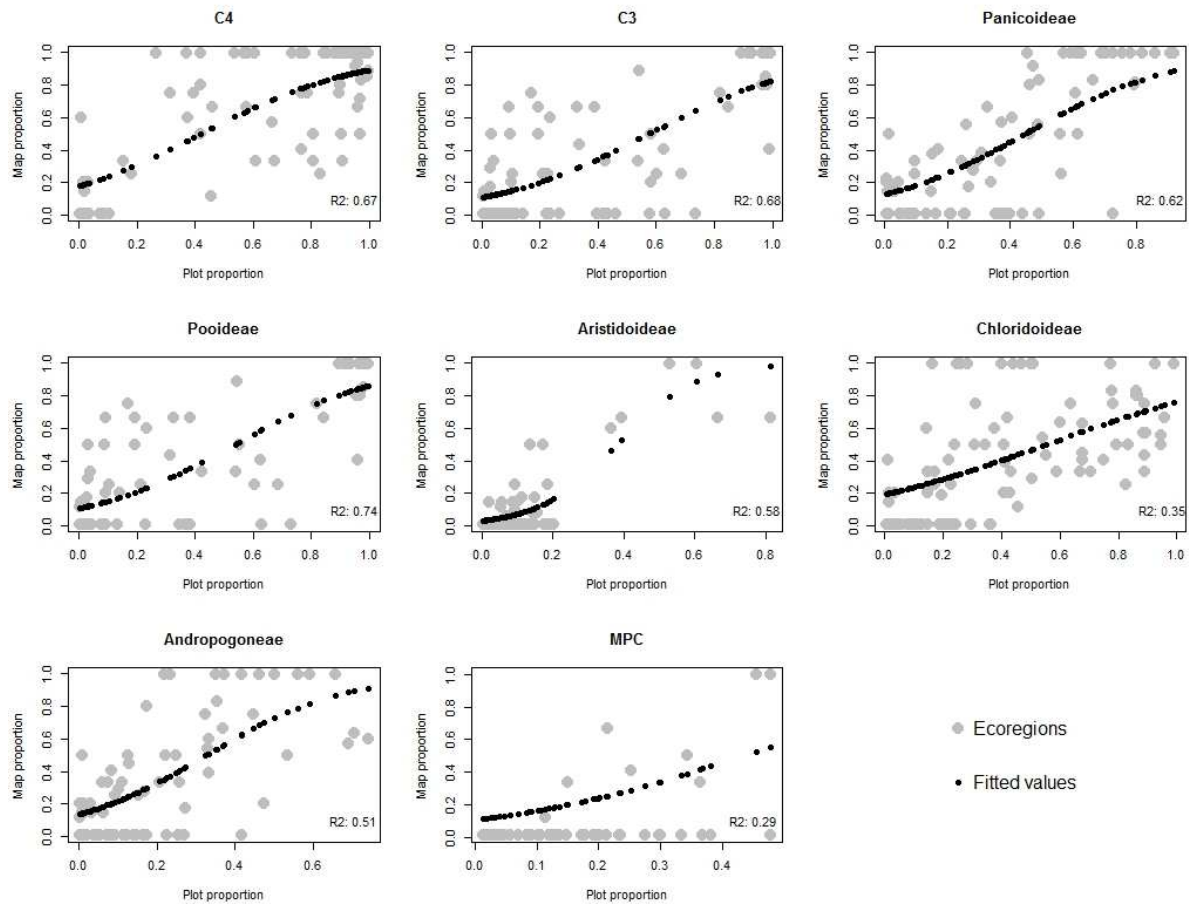 C4
Map proportion
0.0 0.2 0.4 0.6 0.8 1.0
R2: 0.67
0.0 0.2 0.4 0.6 0.8 1.0
Plot proportion
C3
Map proportion
0.0 0.2 0.4 0.6 0.8 1.0
R2: 0.68
0.0 0.2 0.4 0.6 0.8 1.0
Plot proportion
Panicoideae
Map proportion
0.0 0.2 0.4 0.6 0.8 1.0
R2: 0.62
0.0 0.2 0.4 0.6 0.8
Plot proportion
Pooideae
Map proportion
0.0 0.2 0.4 0.6 0.8 1.0
R2: 0.74
0.0 0.2 0.4 0.6 0.8 1.0
Plot proportion
Aristidoideae
Map proportion
0.0 0.2 0.4 0.6 0.8 1.0
R2: 0.58
0.0 0.2 0.4 0.6 0.8
Plot proportion
Chloridoideae
Map proportion
0.0 0.2 0.4 0.6 0.8 1.0
R2: 0.35
0.0 0.2 0.4 0.6 0.8 1.0
Plot proportion
Andropogoneae
Map proportion
0.0 0.2 0.4 0.6 0.8 1.0
R2: 0.51
0.0 0.2 0.4 0.6
Plot proportion
MPC
Map proportion
0.0 0.2 0.4 0.6 0.8 1.0
R2: 0.29
0.0 0.1 0.2 0.3 0.4
Plot proportion
Ecoregions
Fitted values